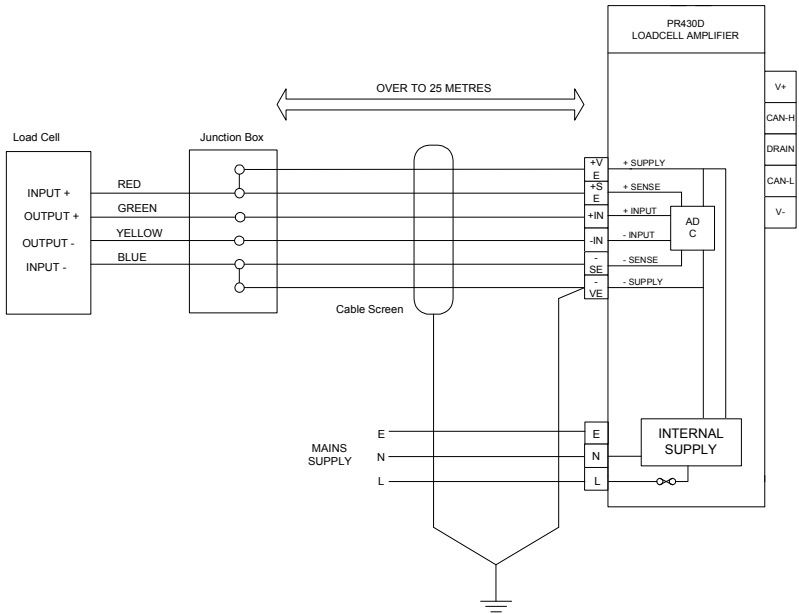 PR430D
LOADCELL AMPLIFIER
OVER TO 25 METRES
Load Cell
Junction Box
INPUT +
OUTPUT +
OUTPUT -
INPUT -
RED
GREEN
YELLOW
BLUE
Cable Screen
+V
E
+S
E
+IN
-IN
-
SE
-
VE
+ SUPPLY
+ SENSE
+ INPUT
- INPUT
- SENSE
- SUPPLY
AD
C
V+
CAN-H
DRAIN
CAN-L
V-
MAINS
SUPPLY
E
N
L
E
N
L
INTERNAL
SUPPLY